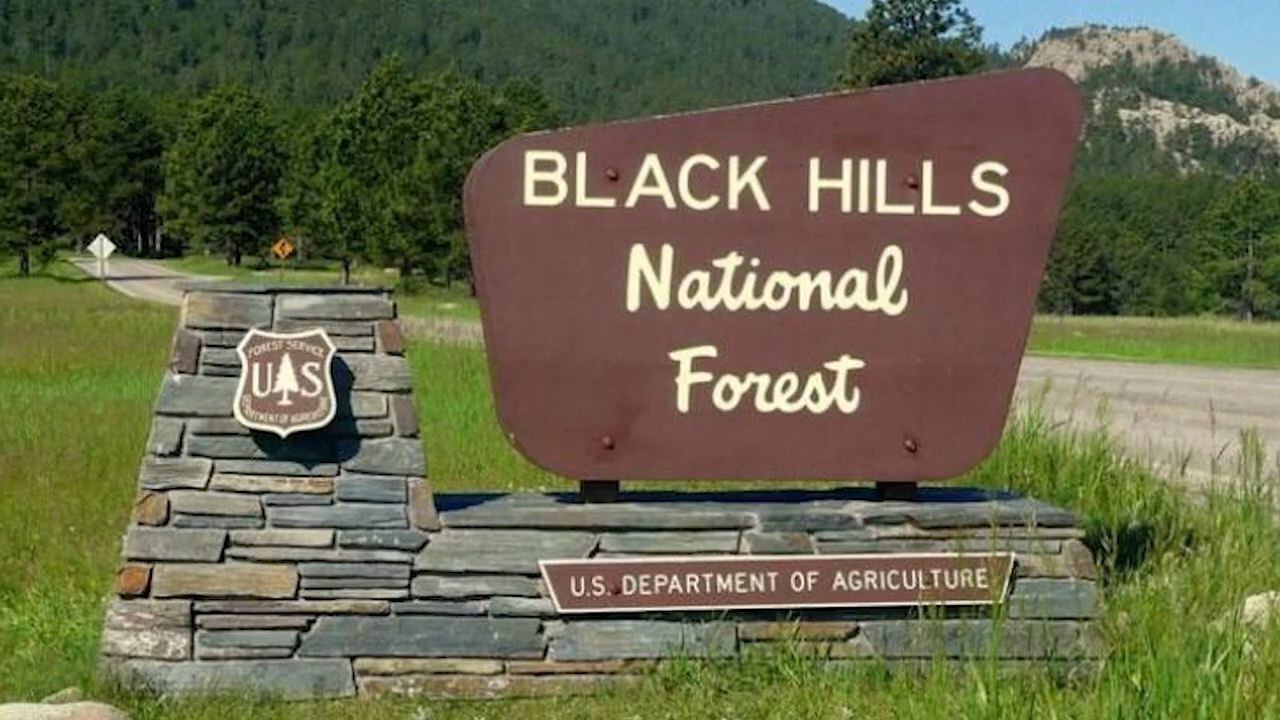 BLACK HILLS
National
Forest
FOREST SERVICE
U S
DEPARTMENT OF AGRICULTURE
U.S. DEPARTMENT OF AGRICULTURE